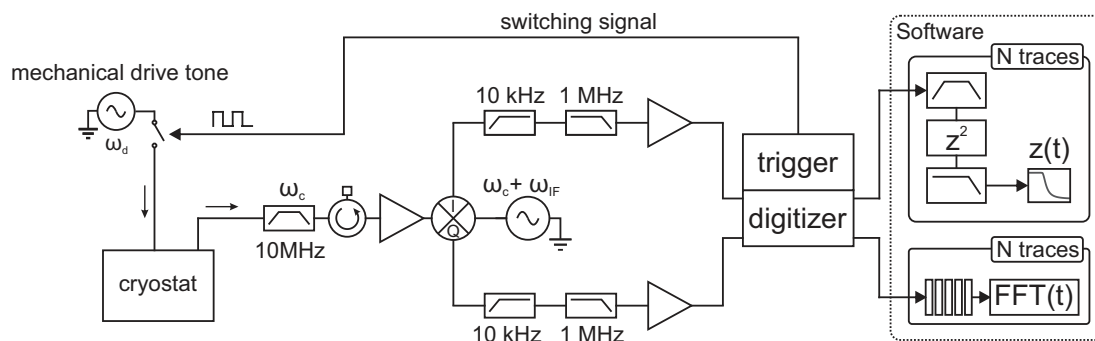 switching signal
Software
N traces
mechanical drive tone
ω_d
10 kHz
1 MHz
z²
z(t)
trigger
digitizer
ω_c
10MHz
I
Q
ω_c+ ω_IF
cryostat
10 kHz
1 MHz
N traces
FFT(t)